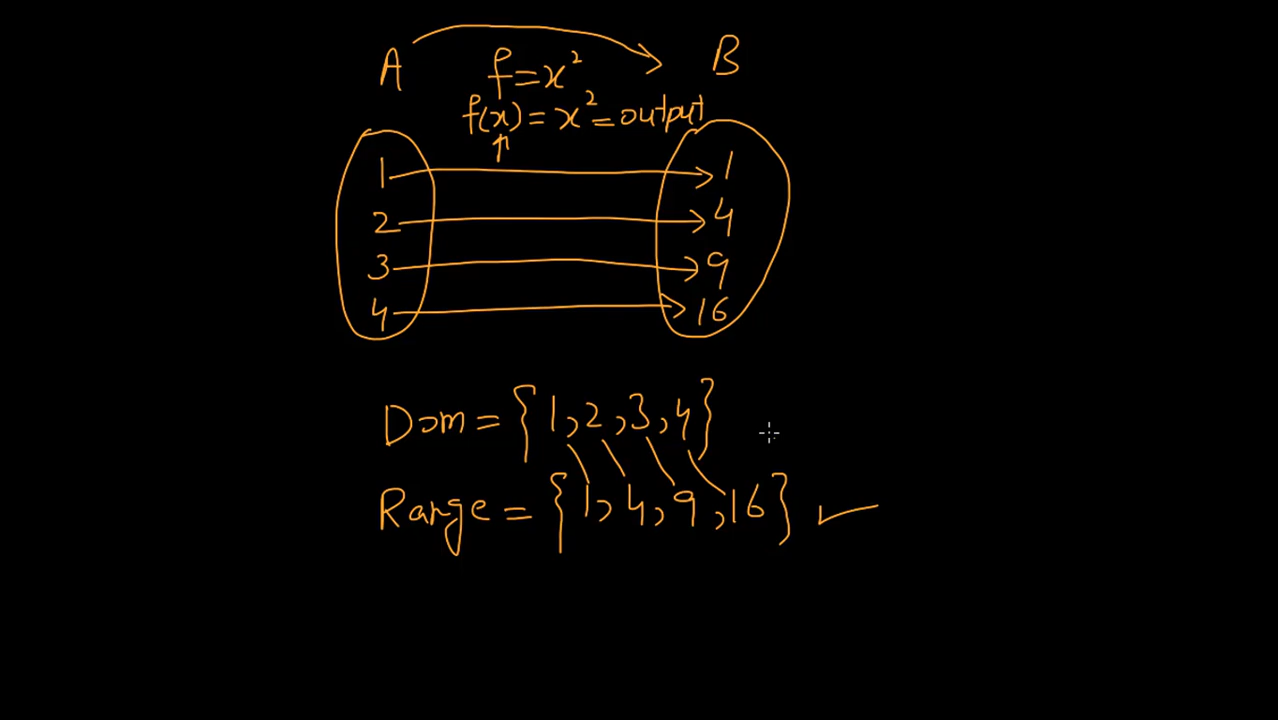 A B
f=x²
f(x)=x²=output
1 1
2 4
3 9
4 16
Dom={1,2,3,4}
Range={1,4,9,16}